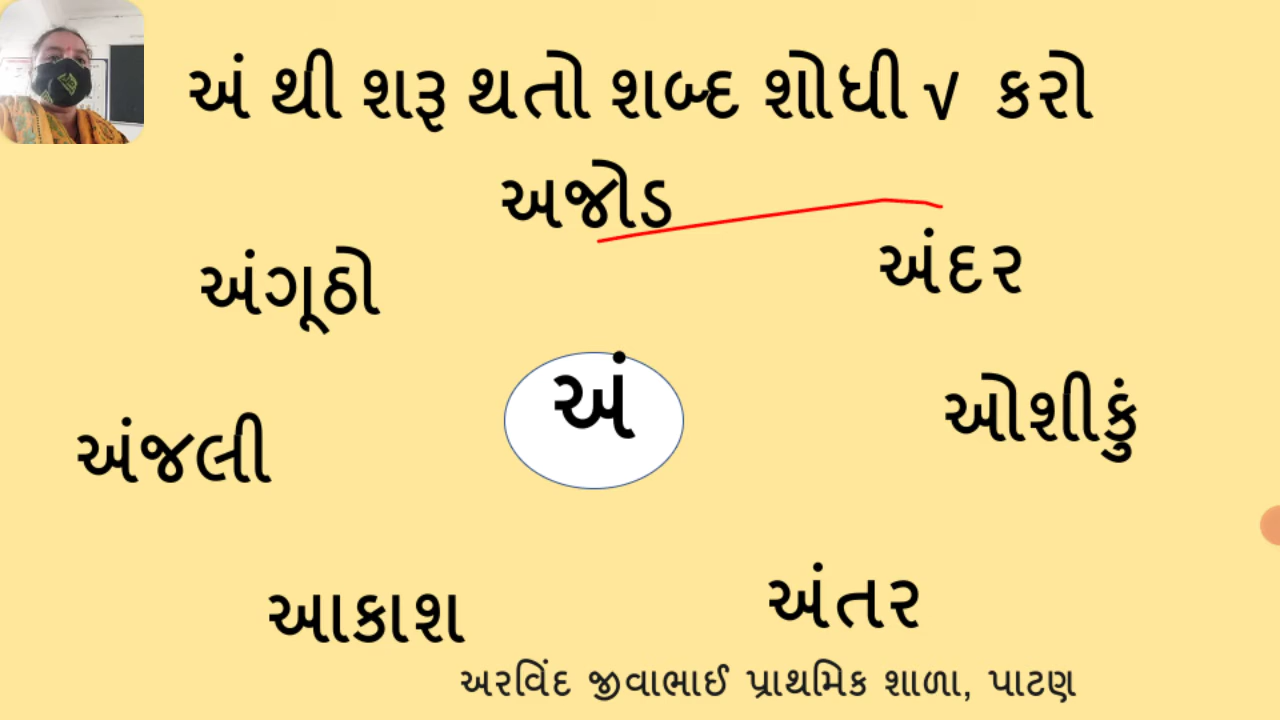 અં થી શરૂ થતો શબ્દ શોધી √ કરો
અજોડ
અંગૂઠો
અંદર
અં
ઓશીકું
અંજલી
આકાશ
અંતર
અરવિંદ જીવાભાઈ પ્રાથમિક શાળા, પાટણ